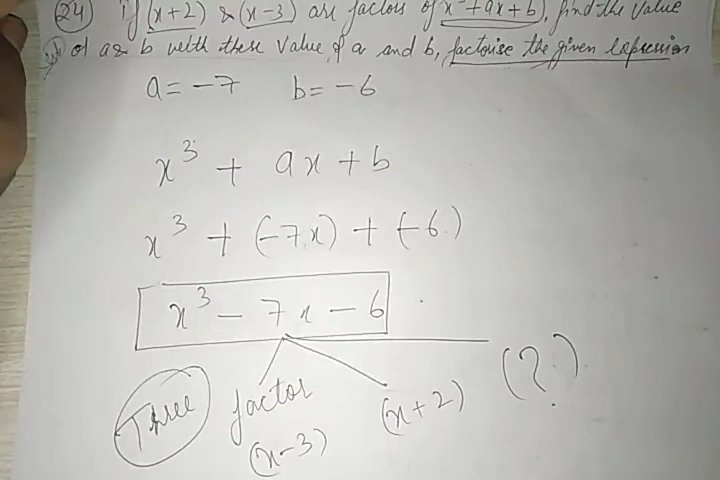 (24) If (x+2) & (x-3) are factors of x³+ax+b), find the value
of a & b with these value of a and b, factorise the given expression
a = -7 b = -6
x³ + ax + b
x³ + (-7x) + (-6)
x³ - 7x - 6
Three factor (x-3) (x+2) (?)